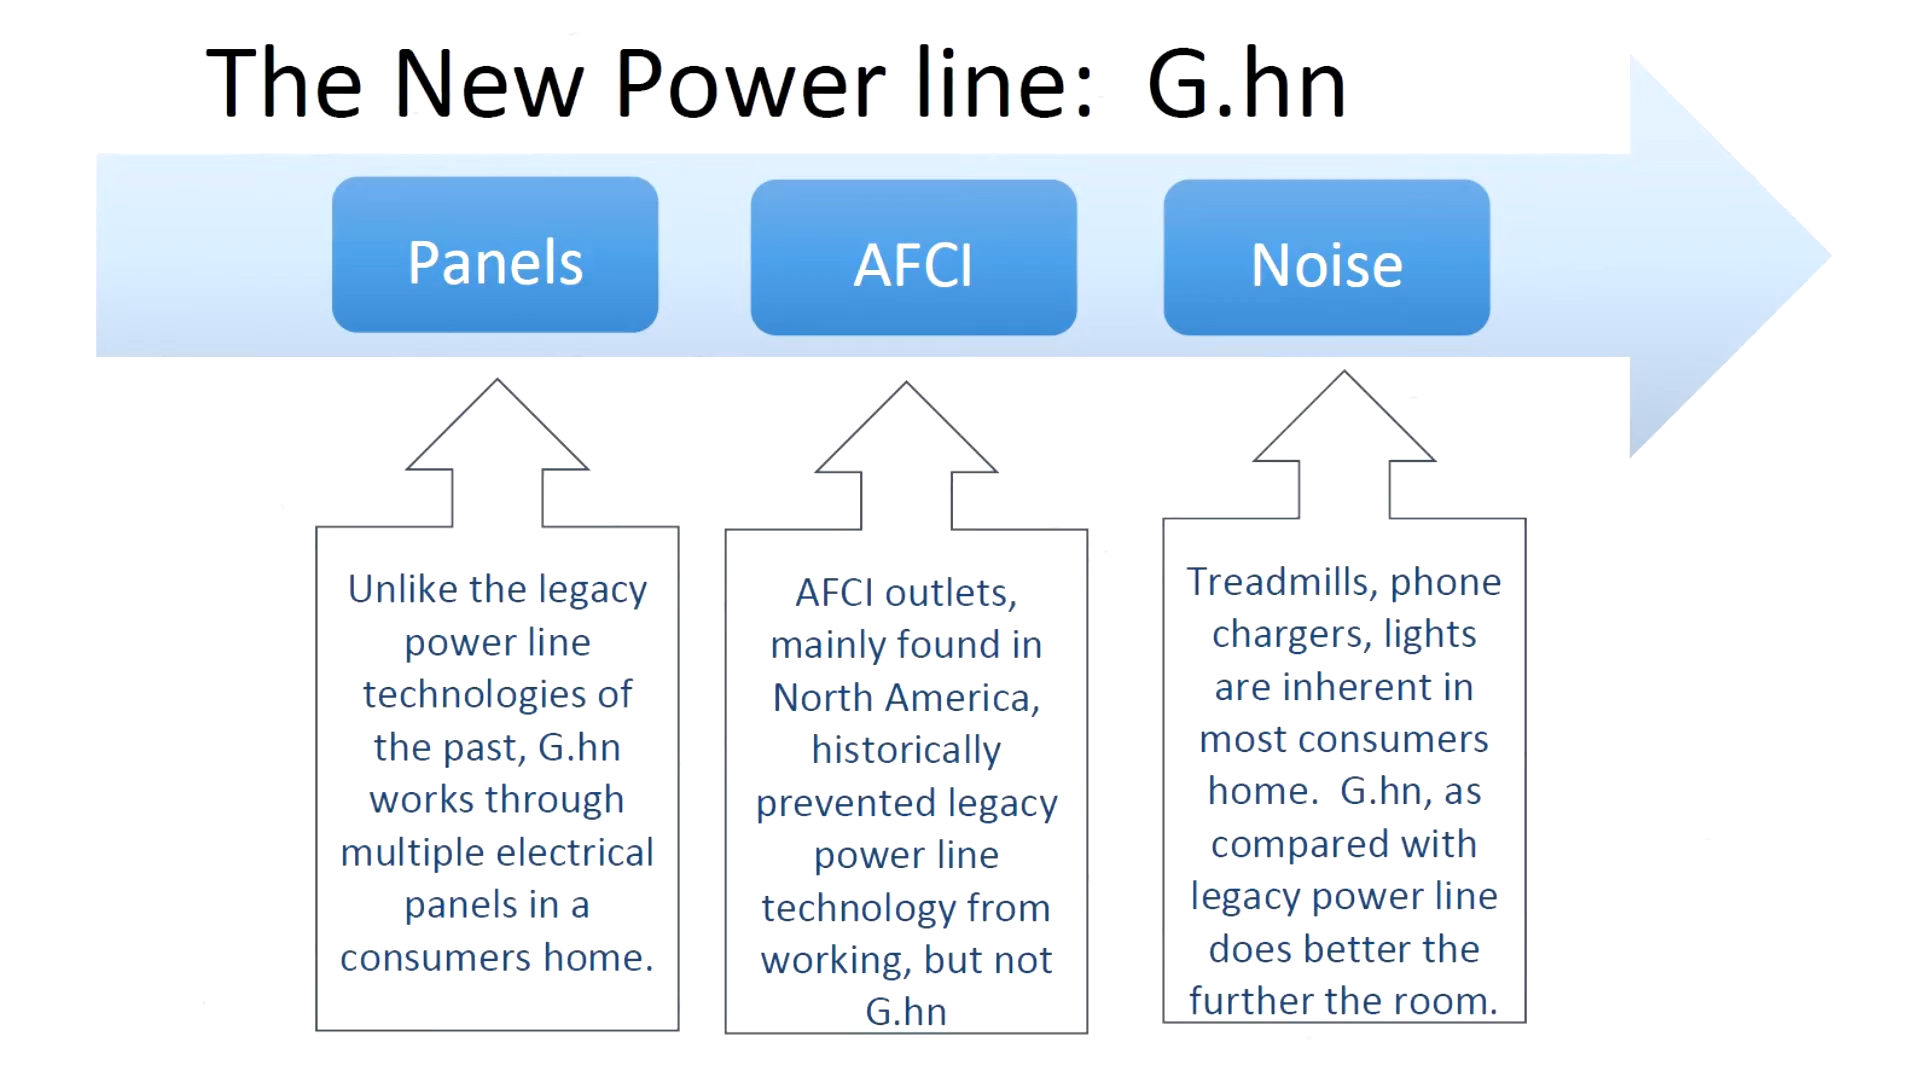 The New Power line:  G.hn
Panels
AFCI
Noise
Unlike the legacy
power line
technologies of
the past, G.hn
works through
multiple electrical
panels in a
consumers home.
AFCI outlets,
mainly found in
North America,
historically
prevented legacy
power line
technology from
working, but not
G.hn
Treadmills, phone
chargers, lights
are inherent in
most consumers
home.  G.hn, as
compared with
legacy power line
does better the
further the room.